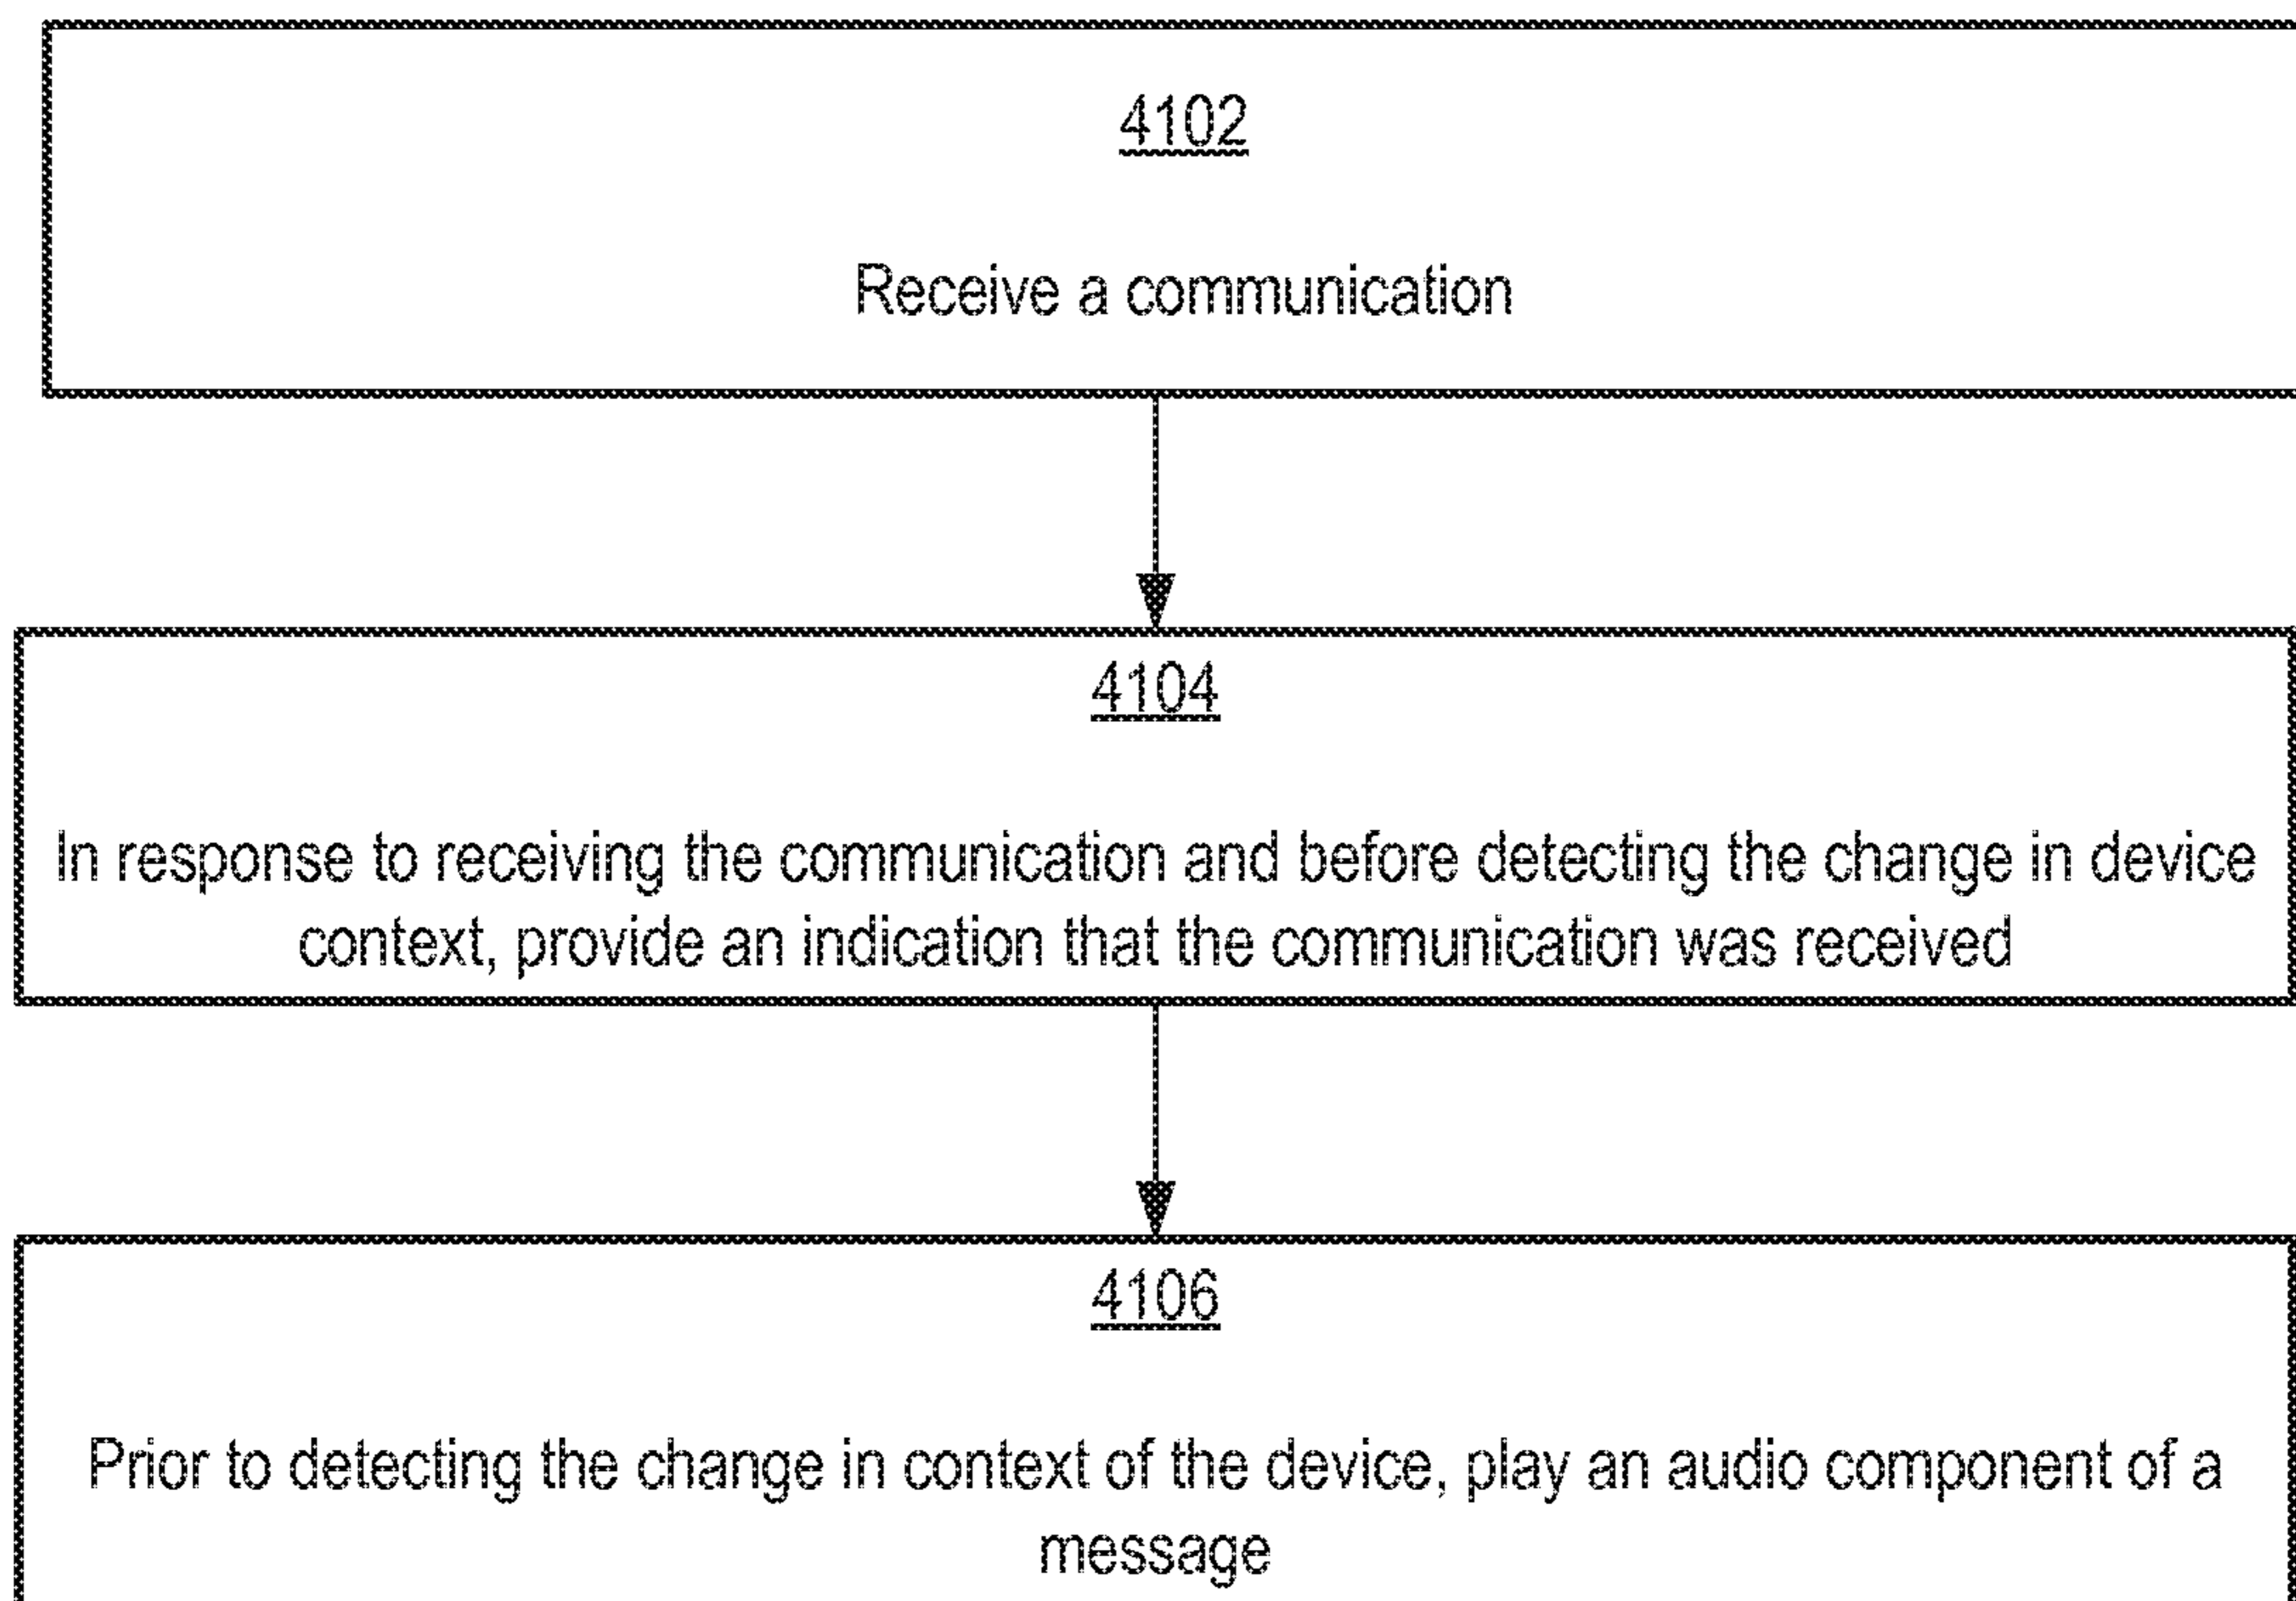 4102
Receive a communication
4104
In response to receiving the communication and before detecting the change in device
context, provide an indication that the communication was received
4106
Prior to detecting the change in context of the device, play an audio component of a
message